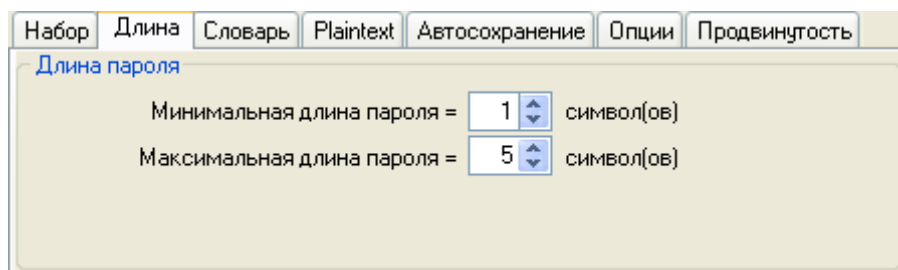 Набор Длина Словарь Plaintext Автосохранение Опции Продвинутость
Длина пароля
Минимальная длина пароля = 1 символ(ов)
Максимальная длина пароля = 5 символ(ов)